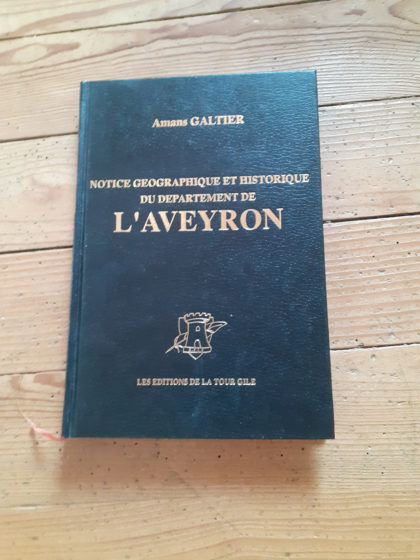 Amans GALTIER
NOTICE GEOGRAPHIQUE ET HISTORIQUE
DU DEPARTEMENT DE
L'AVEYRON
LES EDITIONS DE LA TOUR GILE